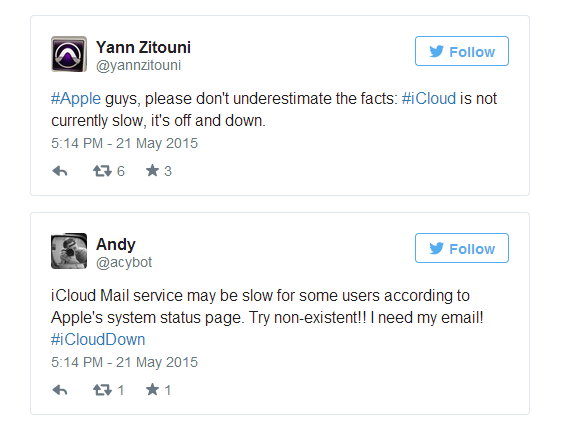 Yann Zitouni
@yannzitouni
Follow
#Apple guys, please don't underestimate the facts: #iCloud is not
currently slow, it's off and down.
5:14 PM - 21 May 2015
6
3
Andy
@acybot
Follow
iCloud Mail service may be slow for some users according to
Apple's system status page. Try non-existent!! I need my email!
#iCloudDown
5:14 PM - 21 May 2015
1
1